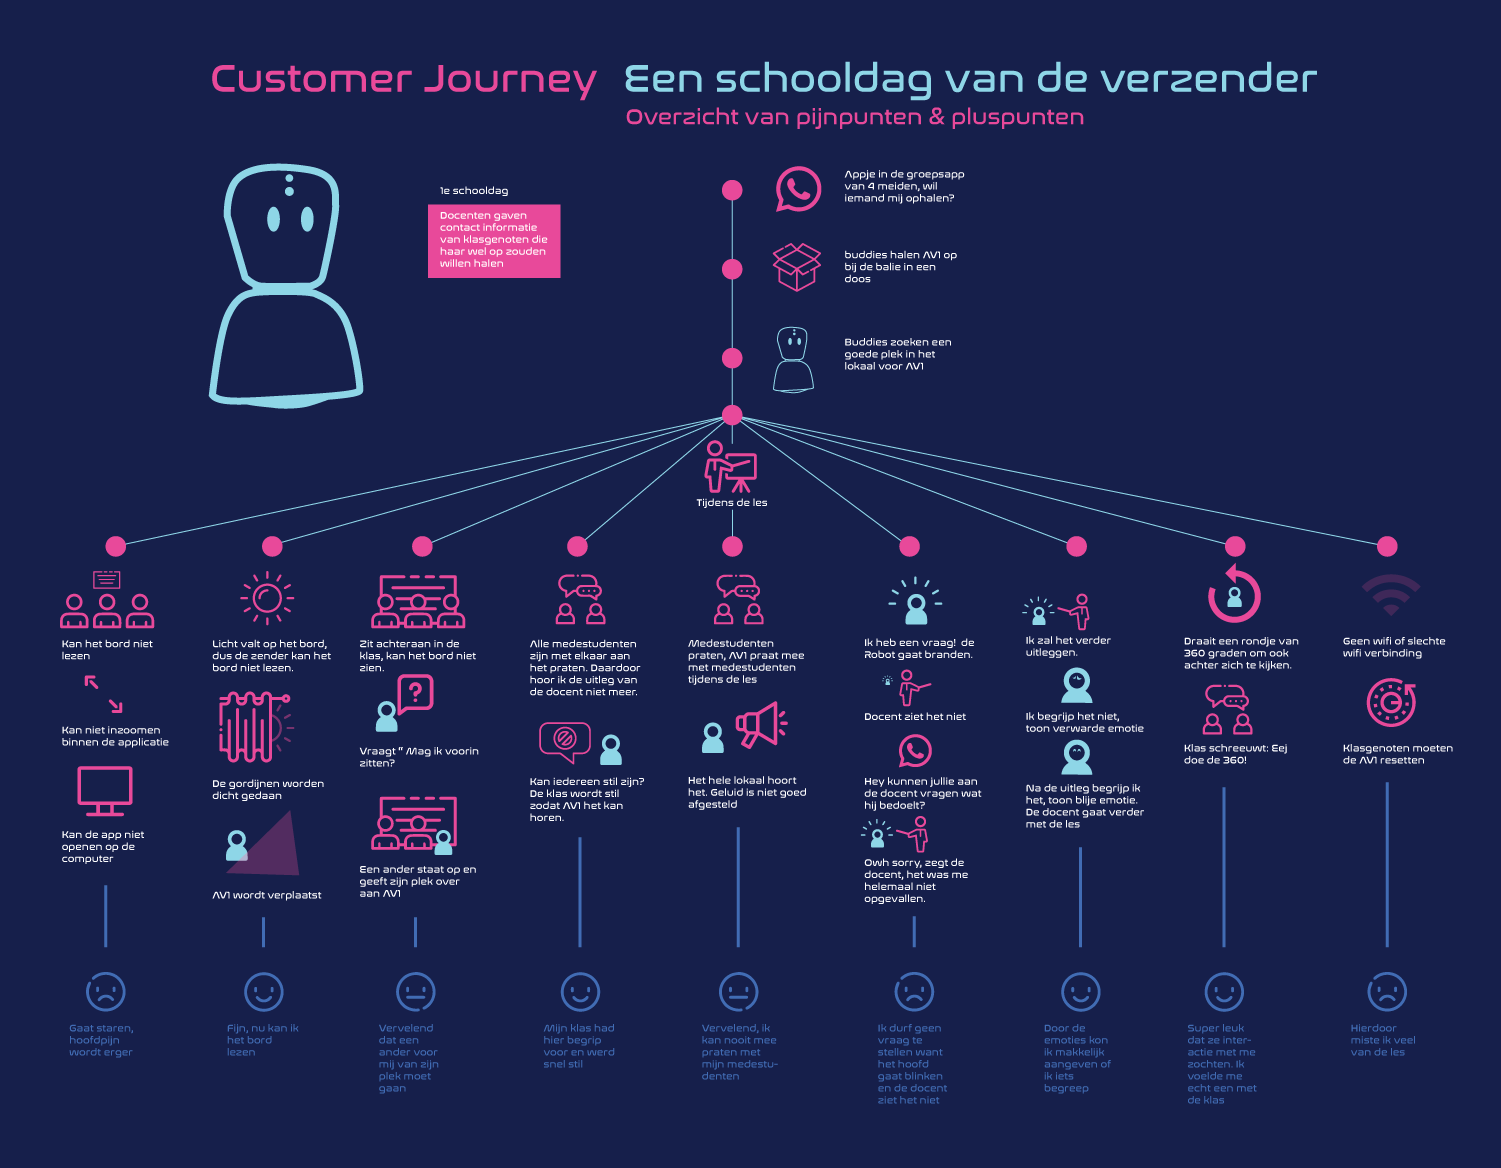 Customer Journey Een schooldag van de verzender
Overzicht van pijnpunten & pluspunten
1e schooldag
Docenten gaven
contact informatie
van klasgenoten die
haar wel op zouden
willen halen
Appje in de groepsapp
van 4 meiden, wil
iemand mij ophalen?
buddies halen AV1 op
bij de balie in een
doos
Buddies zoeken een
goede plek in het
lokaal voor AV1
Tijdens de les
Kan het bord niet
lezen
Kan niet inzoomen
binnen de applicatie
Kan de app niet
openen op de
computer
Gaat staren,
hoofdpijn
wordt erger
Licht valt op het bord,
dus de zender kan het
bord niet lezen.
De gordijnen worden
dicht gedaan
AV1 wordt verplaatst
Fijn, nu kan ik
het bord
lezen
Zit achteraan in de
klas, kan het bord niet
zien.
?
Vraagt “ Mag ik voorin
zitten?
Een ander staat op en
geeft zijn plek over
aan AV1
Vervelend
dat een
ander voor
mij van zijn
plek moet
gaan
Alle medestudenten
zijn met elkaar aan
het praten. Daardoor
hoor ik de uitleg van
de docent niet meer.
Kan iedereen stil zijn?
De klas wordt stil
zodat AV1 het kan
horen.
Mijn klas had
hier begrip
voor en werd
snel stil
Medestudenten
praten, AV1 praat mee
met medestudenten
tijdens de les
Het hele lokaal hoort
het. Geluid is niet goed
afgesteld
Vervelend, ik
kan nooit mee
praten met
mijn medestu-
denten
Ik heb een vraag! de
Robot gaat branden.
Docent ziet het niet
Hey kunnen jullie aan
de docent vragen wat
hij bedoelt?
Owh sorry, zegt de
docent, het was me
helemaal niet
opgevallen.
Ik durf geen
vraag te
stellen want
het hoofd
gaat blinken
en de docent
ziet het niet
Ik zal het verder
uitleggen.
Ik begrijp het niet,
toon verwarde emotie
Na de uitleg begrijp ik
het, toon blije emotie.
De docent gaat verder
met de les
Door de
emoties kon
ik makkelijk
aangeven of
ik iets
begreep
Draait een rondje van
360 graden om ook
achter zich te kijken.
Klas schreeuwt: Eej
doe de 360!
Super leuk
dat ze inter-
actie met me
zochten. Ik
voelde me
echt een met
de klas
Geen wifi of slechte
wifi verbinding
Klasgenoten moeten
de AV1 resetten
Hierdoor
miste ik veel
van de les